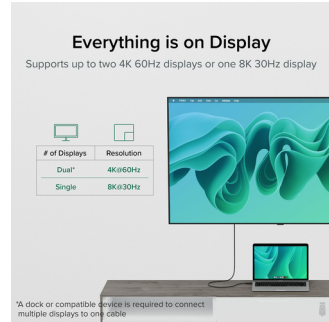 Everything is on Display
Supports up to two 4K 60Hz displays or one 8K 30Hz display
# of Displays Resolution
Dual* 4K@60Hz
Single 8K@30Hz
*A dock or compatible device is required to connect
multiple displays to one cable